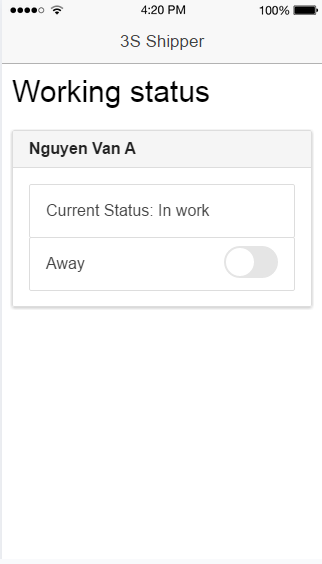 4:20 PM 100%
3S Shipper
Working status
Nguyen Van A
Current Status: In work
Away